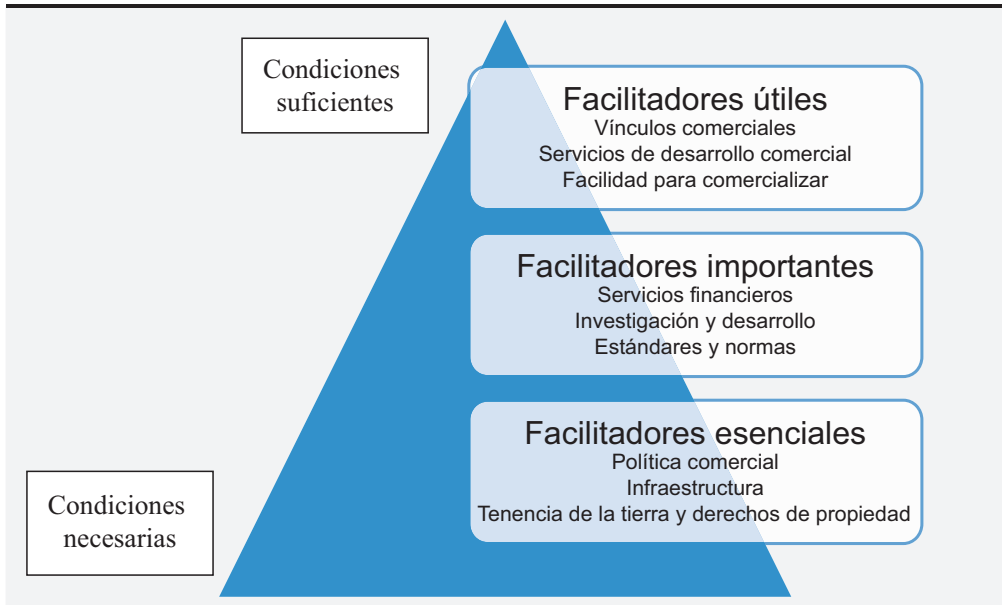 Condiciones
suficientes
Facilitadores útiles
Vínculos comerciales
Servicios de desarrollo comercial
Facilidad para comercializar
Facilitadores importantes
Servicios financieros
Investigación y desarrollo
Estándares y normas
Facilitadores esenciales
Política comercial
Infraestructura
Tenencia de la tierra y derechos de propiedad
Condiciones
necesarias